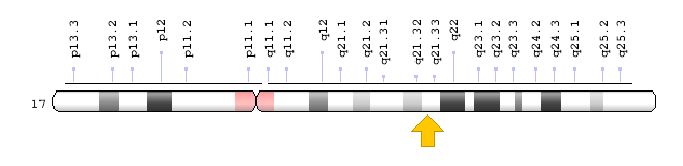 p13.3
p13.2
p13.1
p12
p11.2
p11.1
q11.1
q11.2
q12
q21.1
q21.2
q21.31
q21.32
q21.33
q22
q23.1
q23.2
q23.3
q24.2
q24.3
q25.1
q25.2
q25.3
17